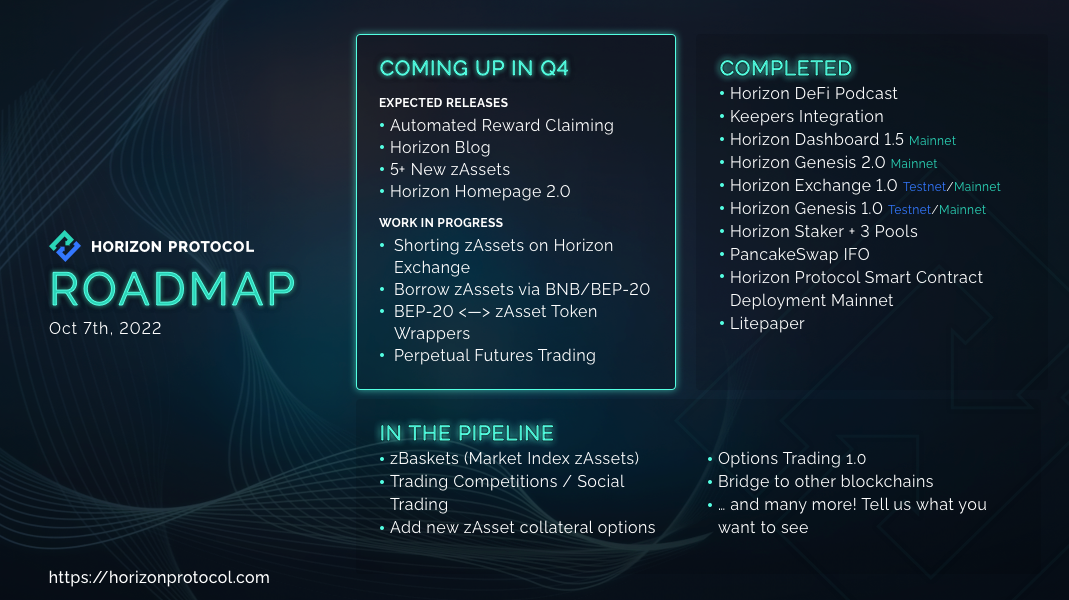 HORIZON PROTOCOL
ROADMAP
Oct 7th, 2022
https://horizonprotocol.com
COMING UP IN Q4
EXPECTED RELEASES
• Automated Reward Claiming
• Horizon Blog
• 5+ New zAssets
• Horizon Homepage 2.0
WORK IN PROGRESS
• Shorting zAssets on Horizon
Exchange
• Borrow zAssets via BNB/BEP-20
• BEP-20 <—> zAsset Token
Wrappers
• Perpetual Futures Trading
COMPLETED
• Horizon DeFi Podcast
• Keepers Integration
• Horizon Dashboard 1.5 Mainnet
• Horizon Genesis 2.0 Mainnet
• Horizon Exchange 1.0 Testnet/Mainnet
• Horizon Genesis 1.0 Testnet/Mainnet
• Horizon Staker + 3 Pools
• PancakeSwap IFO
• Horizon Protocol Smart Contract
Deployment Mainnet
• Litepaper
IN THE PIPELINE
• zBaskets (Market Index zAssets)
• Trading Competitions / Social
Trading
• Add new zAsset collateral options
• Options Trading 1.0
• Bridge to other blockchains
• … and many more! Tell us what you
want to see